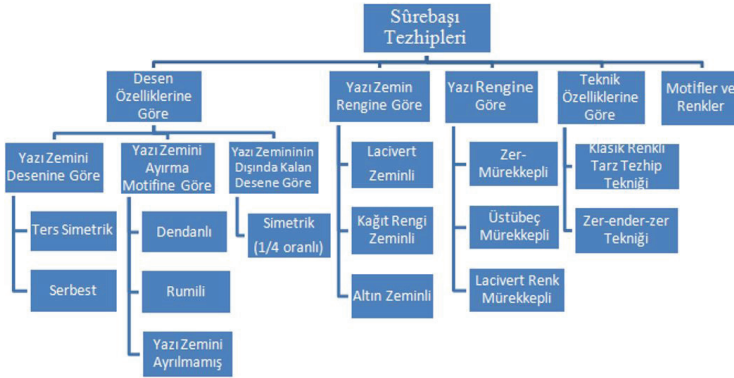 Sûrebaşı
Tezhipleri
Desen
Özelliklerine
Göre
Yazı Zemin
Rengine Göre
Yazı Rengine
Göre
Teknik
Özelliklerine
Göre
Motifler ve
Renkler
Yazı Zemini
Desenine Göre
Yazı Zemini
Ayırma
Motifine Göre
Yazı Zemininin
Dışında Kalan
Desene Göre
Ters Simetrik
Serbest
Dendanlı
Rumili
Yazı Zemini
Ayrılmamış
Simetrik
(1/4 oranlı)
Lacivert
Zeminli
Kağıt Rengi
Zeminli
Altın Zeminli
Zer-
Mürekkepli
Üstübeç
Mürekkepli
Lacivert Renk
Mürekkepli
Klasik Renkli
Tarz Tezhip
Tekniği
Zer-ender-zer
Tekniği